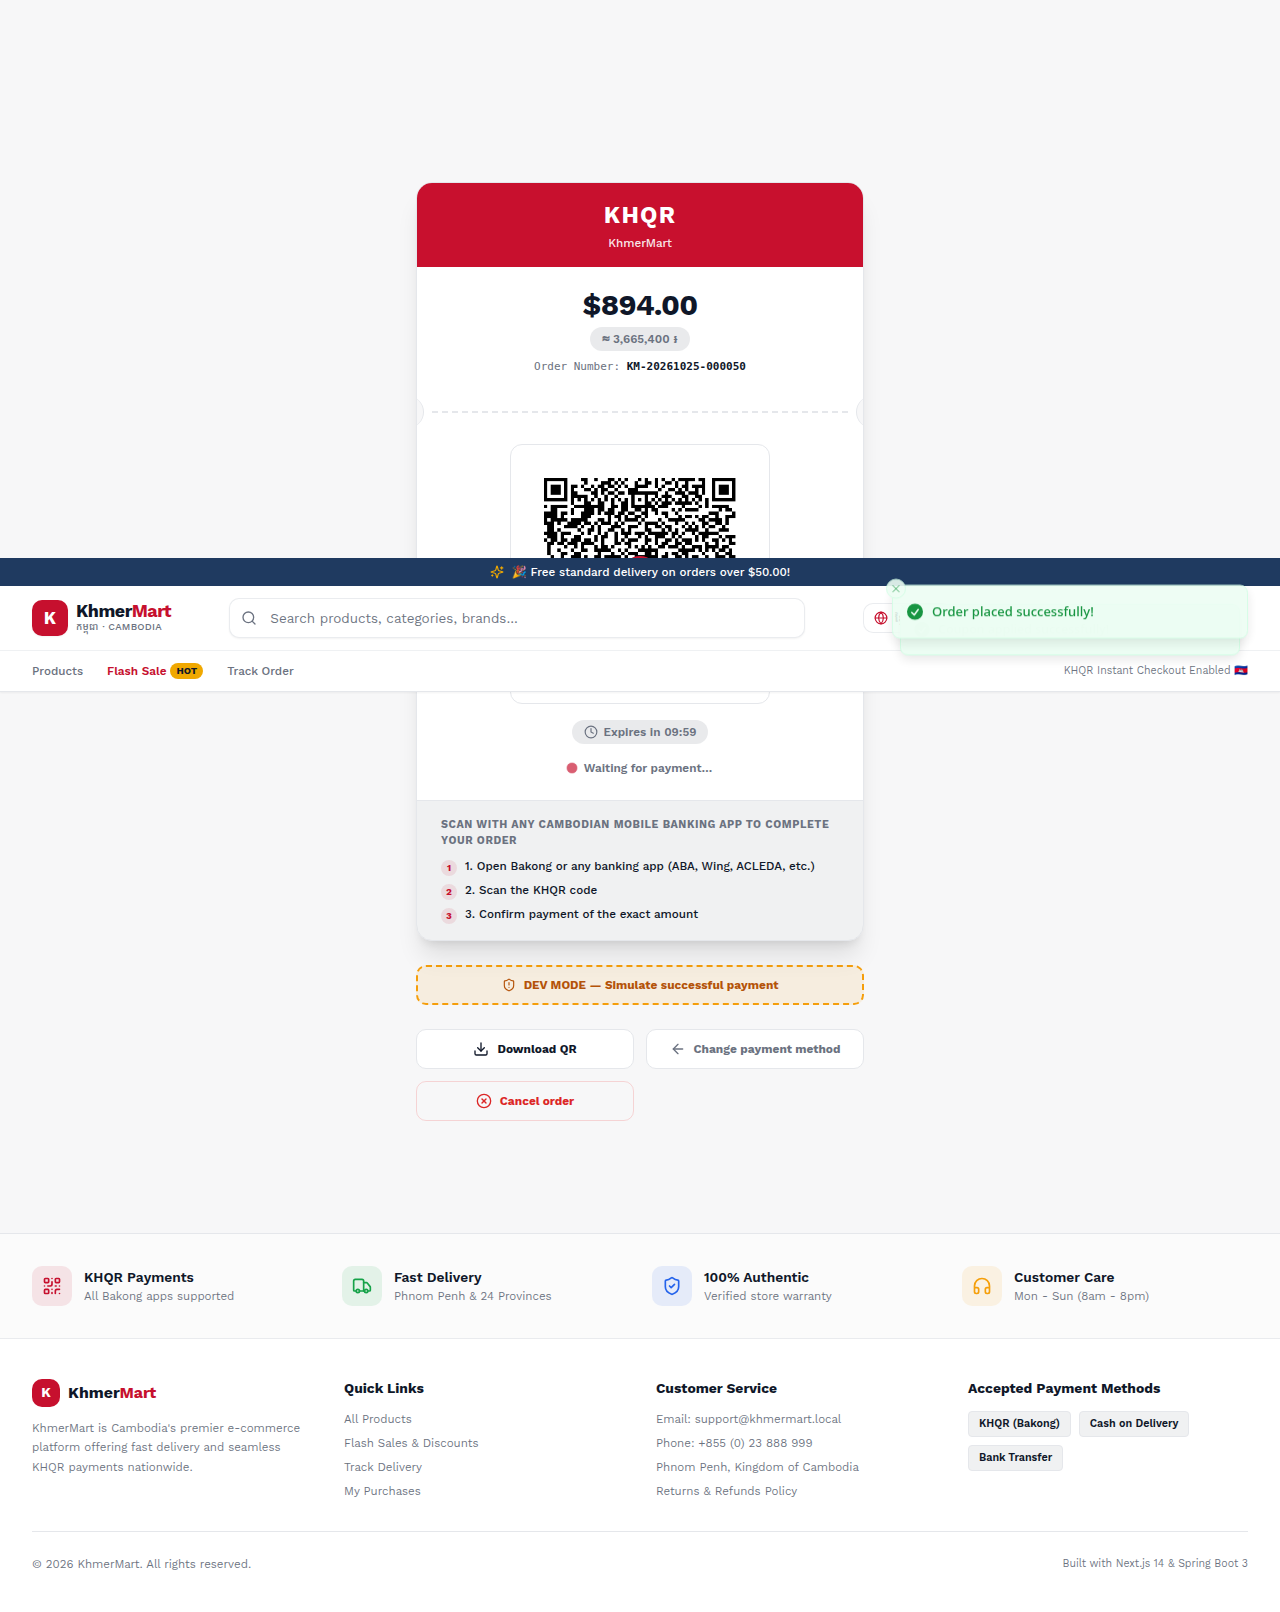 KHQR
KhmerMart
$894.00
≈ 3,665,400 ៛
Order Number: KM-20261025-000050
✨ 🎉 Free standard delivery on orders over $50.00!
K
KhmerMart
កម្ពុជា · CAMBODIA
Search products, categories, brands...
Order placed successfully!
Products
Flash Sale HOT
Track Order
KHQR Instant Checkout Enabled 🇰🇭
Expires in 09:59
Waiting for payment...
SCAN WITH ANY CAMBODIAN MOBILE BANKING APP TO COMPLETE
YOUR ORDER
1 1. Open Bakong or any banking app (ABA, Wing, ACLEDA, etc.)
2 2. Scan the KHQR code
3 3. Confirm payment of the exact amount
DEV MODE — Simulate successful payment
Download QR
Change payment method
Cancel order
KHQR Payments
All Bakong apps supported
Fast Delivery
Phnom Penh & 24 Provinces
100% Authentic
Verified store warranty
Customer Care
Mon - Sun (8am - 8pm)
K KhmerMart
KhmerMart is Cambodia's premier e-commerce
platform offering fast delivery and seamless
KHQR payments nationwide.
Quick Links
All Products
Flash Sales & Discounts
Track Delivery
My Purchases
Customer Service
Email: support@khmermart.local
Phone: +855 (0) 23 888 999
Phnom Penh, Kingdom of Cambodia
Returns & Refunds Policy
Accepted Payment Methods
KHQR (Bakong)
Cash on Delivery
Bank Transfer
© 2026 KhmerMart. All rights reserved.
Built with Next.js 14 & Spring Boot 3